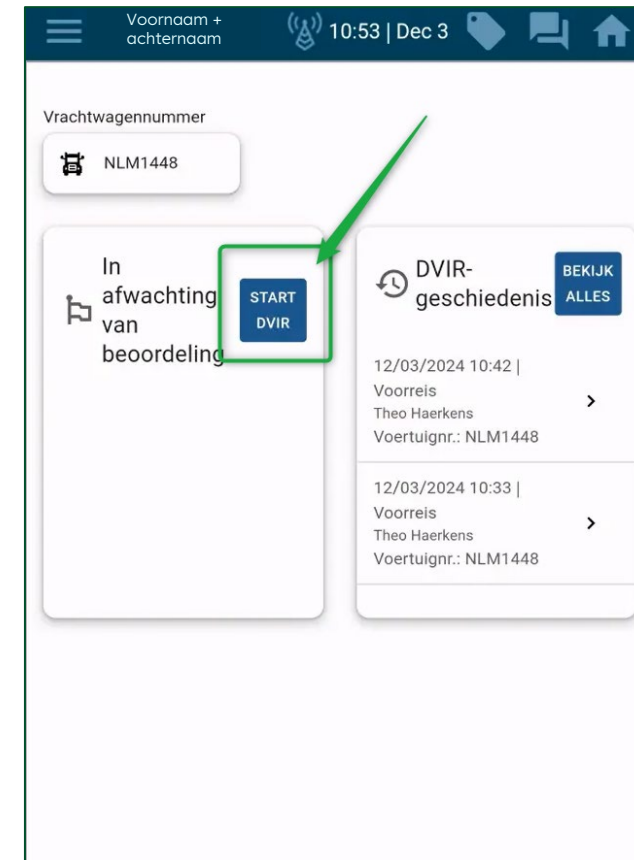 Voornaam +
achternaam
10:53 | Dec 3
Vrachtwagennummer
NLM1448
In
afwachting
van
beoordeling
START
DVIR
DVIR-
geschiedenis
BEKIJK
ALLES
12/03/2024 10:42 |
Voorreis
Theo Haerkens
Voertuignr.: NLM1448
12/03/2024 10:33 |
Voorreis
Theo Haerkens
Voertuignr.: NLM1448